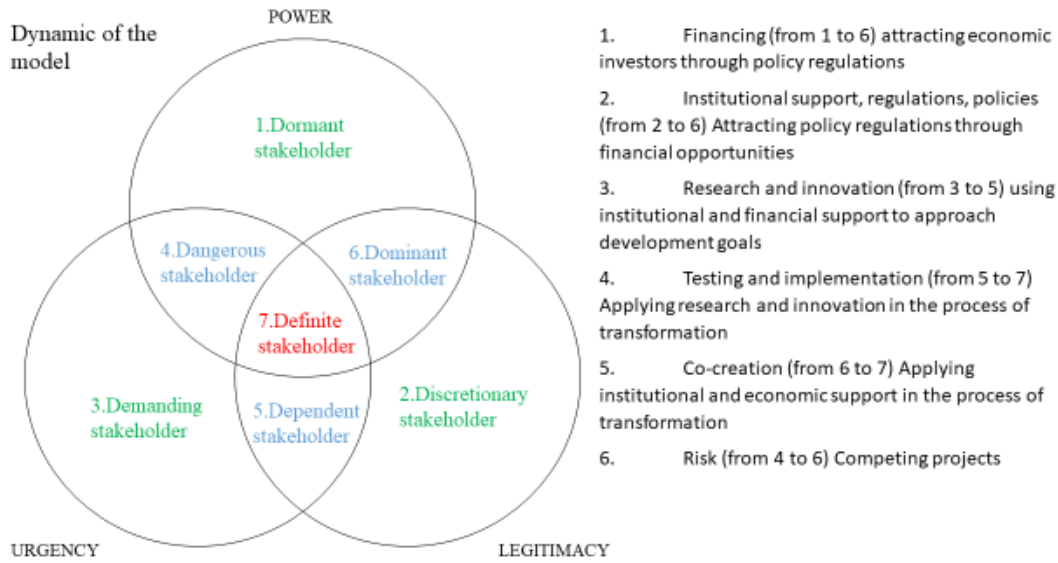 Dynamic of the
model
POWER
1.Dormant
stakeholder
4.Dangerous
stakeholder
6.Dominant
stakeholder
7.Definite
stakeholder
3.Demanding
stakeholder
5.Dependent
stakeholder
2.Discretionary
stakeholder
URGENCY
LEGITIMACY
1. Financing (from 1 to 6) attracting economic
investors through policy regulations
2. Institutional support, regulations, policies
(from 2 to 6) Attracting policy regulations through
financial opportunities
3. Research and innovation (from 3 to 5) using
institutional and financial support to approach
development goals
4. Testing and implementation (from 5 to 7)
Applying research and innovation in the process of
transformation
5. Co-creation (from 6 to 7) Applying
institutional and economic support in the process of
transformation
6. Risk (from 4 to 6) Competing projects